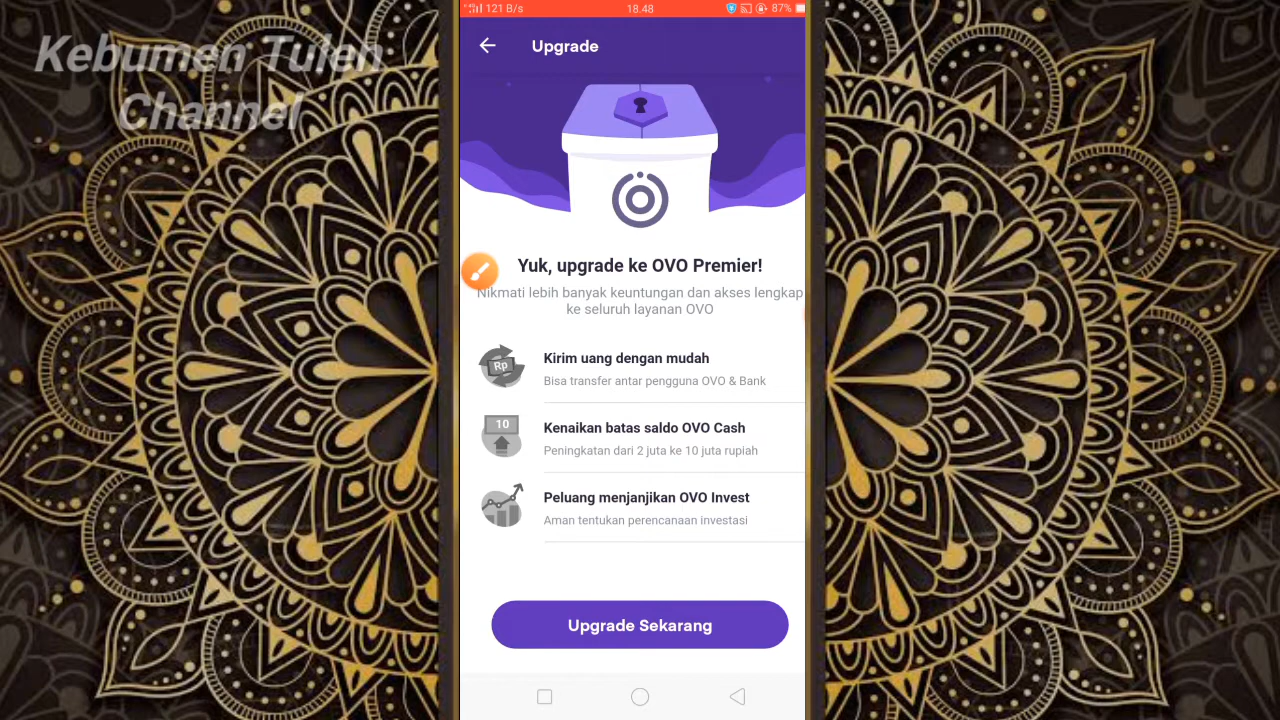 Kebumen Tulen
Channel
121 B/s
18.48
87%
Upgrade
Yuk, upgrade ke OVO Premier!
Nikmati lebih banyak keuntungan dan akses lengkap
ke seluruh layanan OVO
Rp
Kirim uang dengan mudah
Bisa transfer antar pengguna OVO & Bank
10
Kenaikan batas saldo OVO Cash
Peningkatan dari 2 juta ke 10 juta rupiah
Peluang menjanjikan OVO Invest
Aman tentukan perencanaan investasi
Upgrade Sekarang